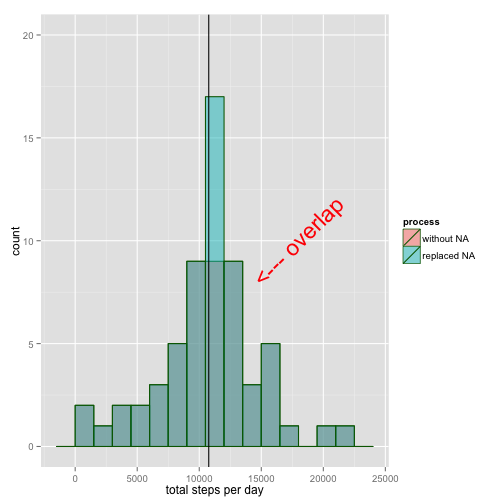 20
15
10
5
0
count
<---- overlap
0 5000 10000 15000 20000 25000
total steps per day
process
without NA
replaced NA